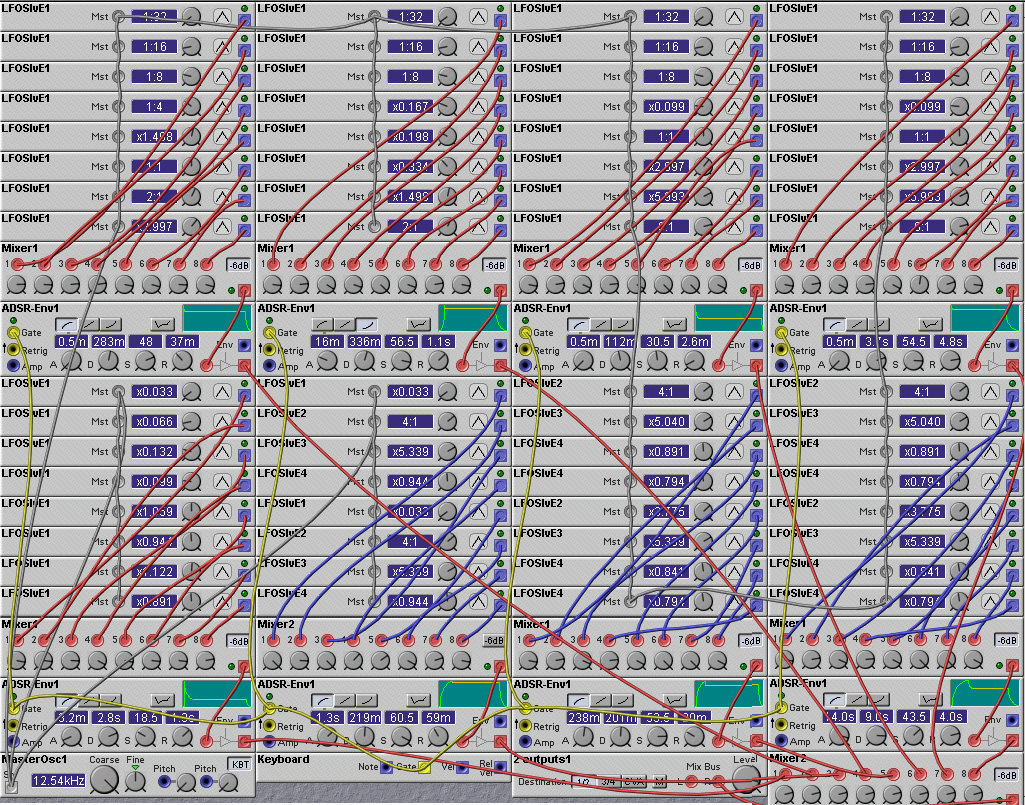 LFOSlvE1 LFOSlvE1 LFOSlvE1 LFOSlvE1
Mst 1:32 Mst 1:32 Mst 1:32 Mst 1:32
LFOSlvE1 LFOSlvE1 LFOSlvE1 LFOSlvE1
Mst 1:16 Mst 1:16 Mst 1:16 Mst 1:16
LFOSlvE1 LFOSlvE1 LFOSlvE1 LFOSlvE1
Mst 1:8 Mst 1:8 Mst 1:8 Mst 1:8
LFOSlvE1 LFOSlvE1 LFOSlvE1 LFOSlvE1
Mst 1:4 Mst x0.167 Mst x0.099 Mst x0.099
LFOSlvE1 LFOSlvE1 LFOSlvE1 LFOSlvE1
Mst x1.498 Mst x0.198 Mst 1:1 Mst 1:1
LFOSlvE1 LFOSlvE1 LFOSlvE1 LFOSlvE1
Mst 1:1 Mst x0.334 Mst x2.997 Mst x2.997
LFOSlvE1 LFOSlvE1 LFOSlvE1 LFOSlvE1
Mst 2:1 Mst x1.498 Mst x5.993 Mst x5.993
LFOSlvE1 LFOSlvE1 LFOSlvE1 LFOSlvE1
Mst x2.997 Mst 2:1 Mst Mst
Mixer1 Mixer1 Mixer1 Mixer1
1 2 3 4 5 6 7 8 -6dB 1 2 3 4 5 6 7 8 -6dB 1 2 3 4 5 6 7 8 -6dB 1 2 3 4 5 6 7 8 -6dB
ADSR-Env1 ADSR-Env1 ADSR-Env1 ADSR-Env1
Gate Gate Gate Gate
Retrig 0.5m 283m 48 37m Env Retrig 16m 336m 56.5 1.1s Env Retrig 0.5m 112m 30.5 2.6m Env Retrig 0.5m 3.7s 54.5 4.8s Env
Amp A D S R Amp A D S R Amp A D S R Amp A D S R
LFOSlvE1 LFOSlvE1 LFOSlvE2 LFOSlvE2
Mst x0.033 Mst x0.033 Mst 4:1 Mst 4:1
LFOSlvE1 LFOSlvE2 LFOSlvE3 LFOSlvE3
Mst x0.066 Mst 4:1 Mst x5.040 Mst x5.040
LFOSlvE1 LFOSlvE3 LFOSlvE4 LFOSlvE4
Mst x0.132 Mst x5.339 Mst x0.891 Mst x0.891
LFOSlvE1 LFOSlvE4 LFOSlvE4 LFOSlvE4
Mst x0.099 Mst x0.944 Mst x0.794 Mst x0.794
LFOSlvE1 LFOSlvE1 LFOSlvE2 LFOSlvE2
Mst x1.059 Mst x0.033 Mst x3.775 Mst x3.775
LFOSlvE1 LFOSlvE2 LFOSlvE3 LFOSlvE3
Mst x0.944 Mst 4:1 Mst x5.339 Mst x5.339
LFOSlvE1 LFOSlvE3 LFOSlvE4 LFOSlvE4
Mst x1.122 Mst x5.339 Mst x0.841 Mst x0.841
LFOSlvE1 LFOSlvE4 LFOSlvE4 LFOSlvE4
Mst x0.891 Mst x0.944 Mst x0.794 Mst x0.794
Mixer1 Mixer2 Mixer1 Mixer1
1 2 3 4 5 6 7 8 -6dB 1 2 3 4 5 6 7 8 -6dB 1 2 3 4 5 6 7 8 -6dB 1 2 3 4 5 6 7 8 -6dB
ADSR-Env1 ADSR-Env1 ADSR-Env1 ADSR-Env1
Gate Gate Gate Gate
Retrig 2.8s 18.5 Env Retrig 1.3s 219m 60.5 59m Env Retrig 238m 201m Env Retrig 14.0s 9.0s 43.5 4.0s Env
Amp A D S R Amp A D S R Amp A D S R Amp A D S R
MasterOsc1 Keyboard 2 outputs1 Mixer2
Coarse Fine Pitch Pitch KBT Note Gate Vel Rel vel Mix Bus Level
12.54kHz Destination 1/2 3/4 CVA M L R 1 2 3 4 5 6 7 8 -6dB